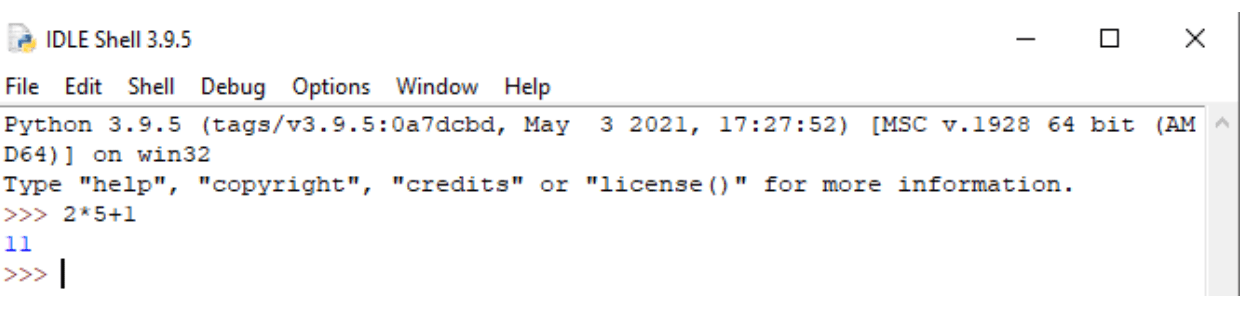 IDLE Shell 3.9.5
File Edit Shell Debug Options Window Help
Python 3.9.5 (tags/v3.9.5:0a7dcbd, May  3 2021, 17:27:52) [MSC v.1928 64 bit (AM
D64)] on win32
Type "help", "copyright", "credits" or "license()" for more information.
>>> 2*5+1
11
>>>